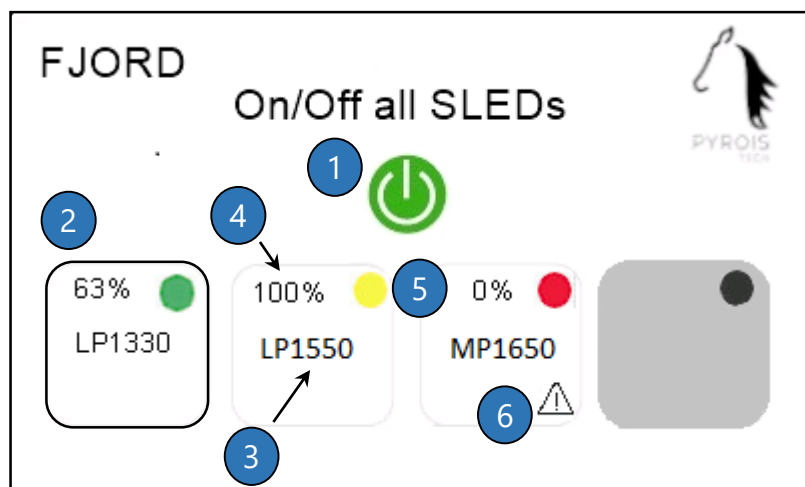 FJORD
On/Off all SLEDs
PYROIS
TECH
1
2
4
63%
100%
5
0%
LP1330
LP1550
MP1650
6
3